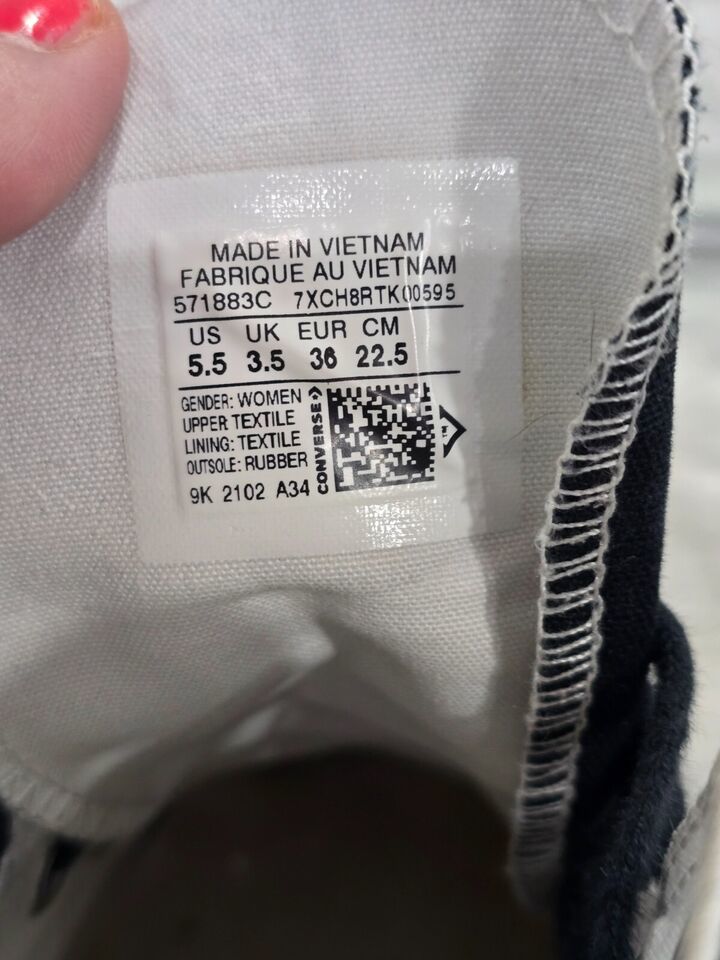 MADE IN VIETNAM
FABRIQUE AU VIETNAM
571883C 7XCH8RTK00595
US UK EUR CM
5.5 3.5 36 22.5
GENDER: WOMEN
UPPER TEXTILE
LINING: TEXTILE
OUTSOLE: RUBBER
9K 2102 A34
CONVERSE
TM